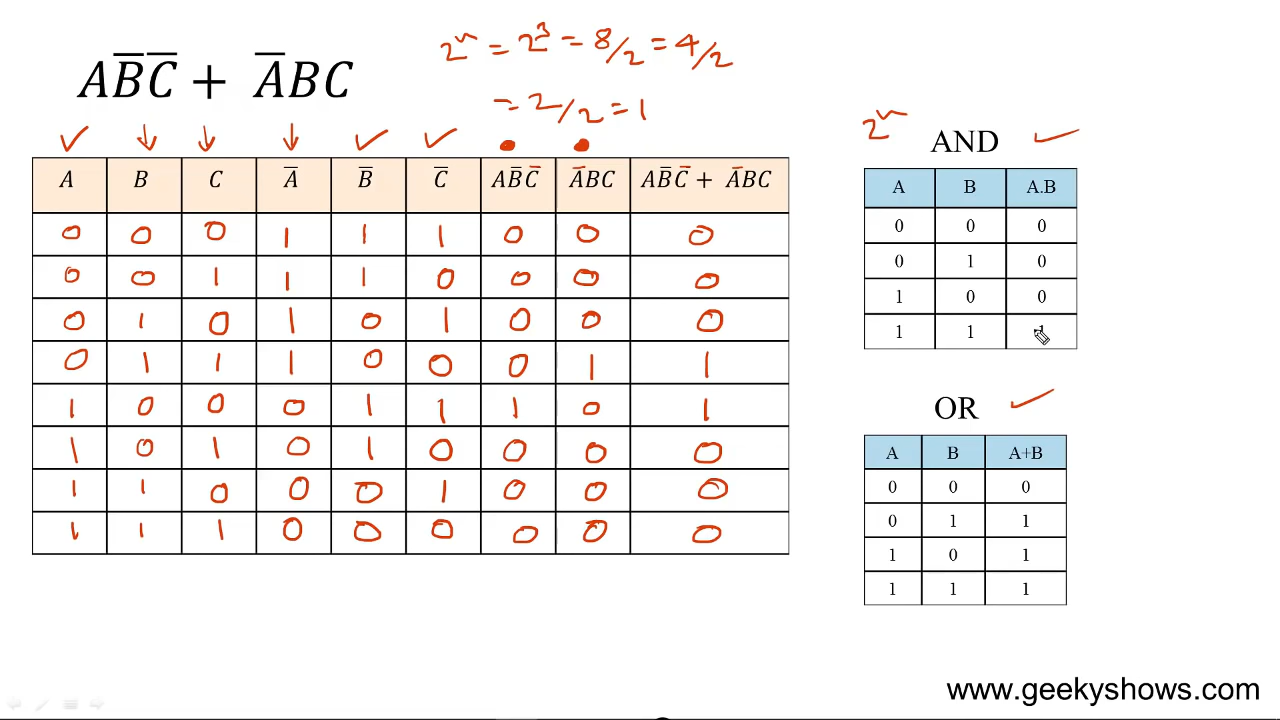 2ⁿ = 2³ = 8/2 = 4/2
= 2/2 = 1
AB̅C̅ + A̅BC
A B C A̅ B̅ C̅ AB̅C̅ A̅BC AB̅C̅ + A̅BC
0 0 0 1 1 1 0 0 0
0 0 1 1 1 0 0 0 0
0 1 0 1 0 1 0 0 0
0 1 1 1 0 0 0 1 1
1 0 0 0 1 1 1 0 1
1 0 1 0 1 0 0 0 0
1 1 0 0 0 1 0 0 0
1 1 1 0 0 0 0 0 0
2ⁿ
AND
A B A.B
0 0 0
0 1 0
1 0 0
1 1 1
OR
A B A+B
0 0 0
0 1 1
1 0 1
1 1 1
www.geekyshows.com